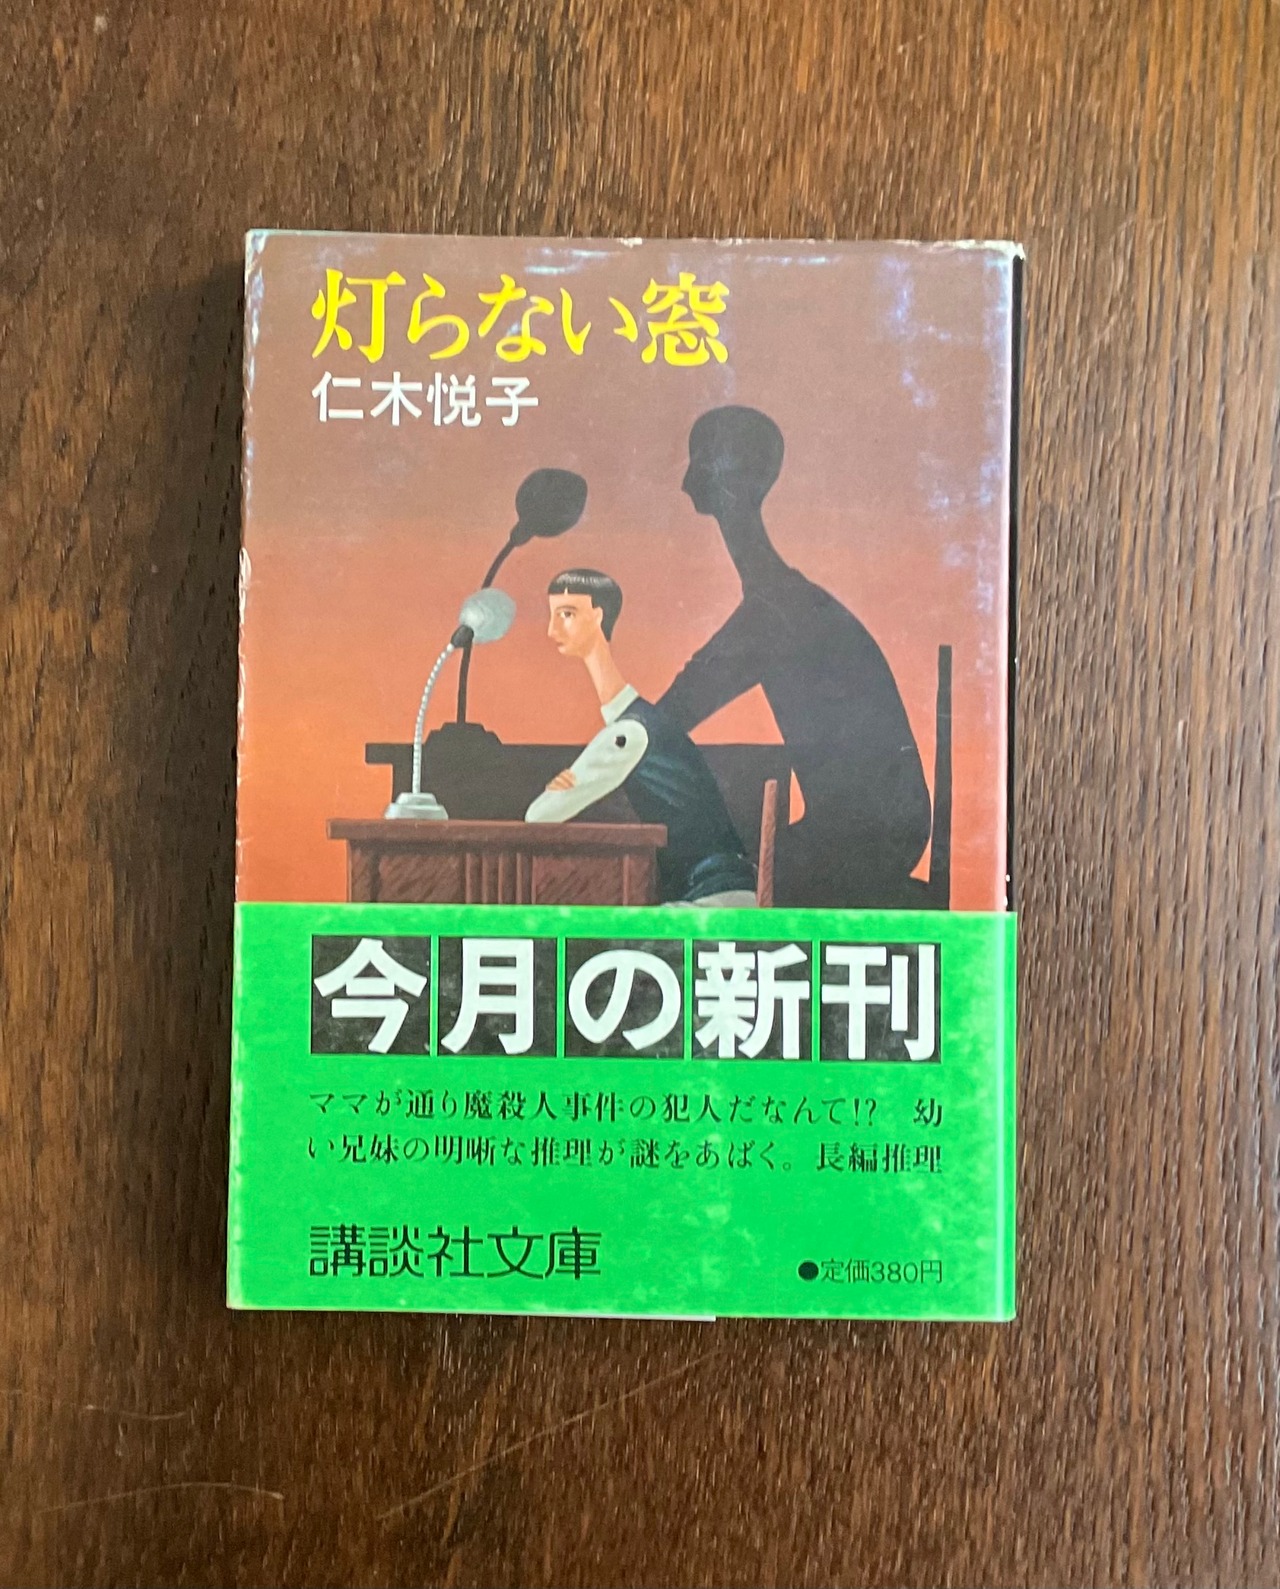 灯らない窓
仁木悦子
今月の新刊
ママが通り魔殺人事件の犯人だなんて!?　幼
い兄妹の明晰な推理が謎をあばく。長編推理
講談社文庫
●定価380円